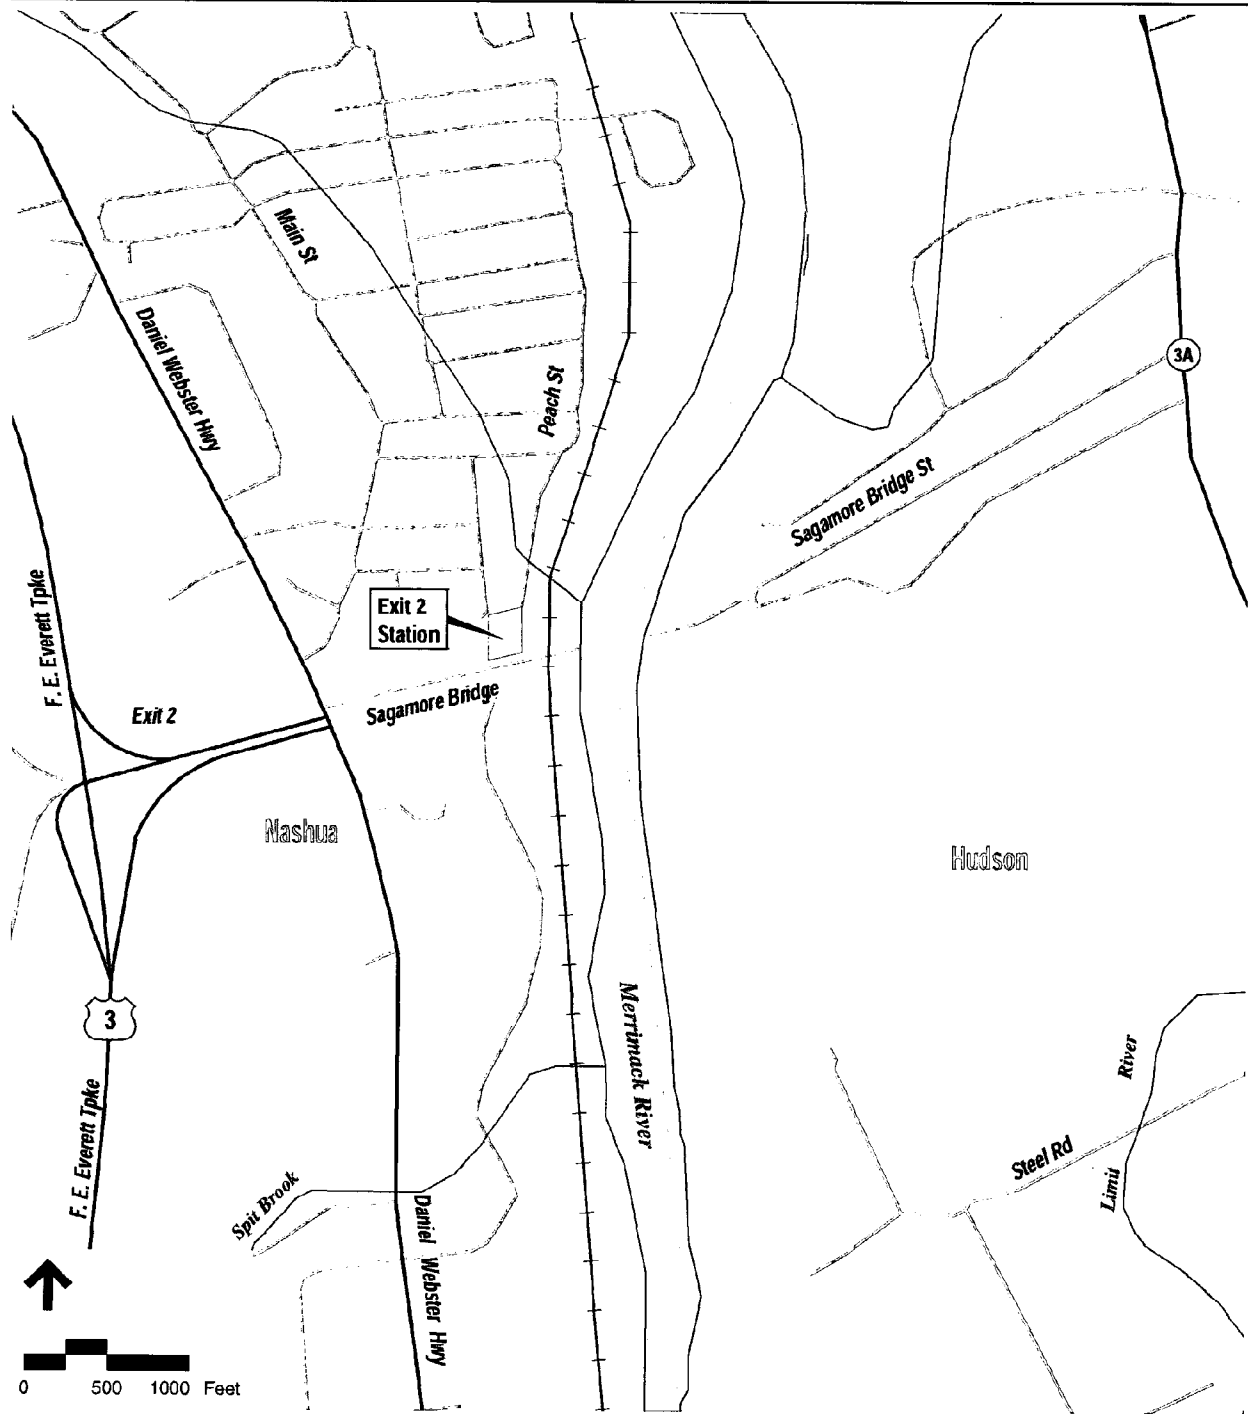 Main St
Daniel Webster Hwy
Peach St
3A
Sagamore Bridge St
F. E. Everett Tpke
Exit 2
Station
Exit 2
Sagamore Bridge
Nashua
Hudson
3
Merrimack River
River
Limit
F. E. Everett Tpke
Steel Rd
Spit Brook
Daniel Webster Hwy
0 500 1000 Feet